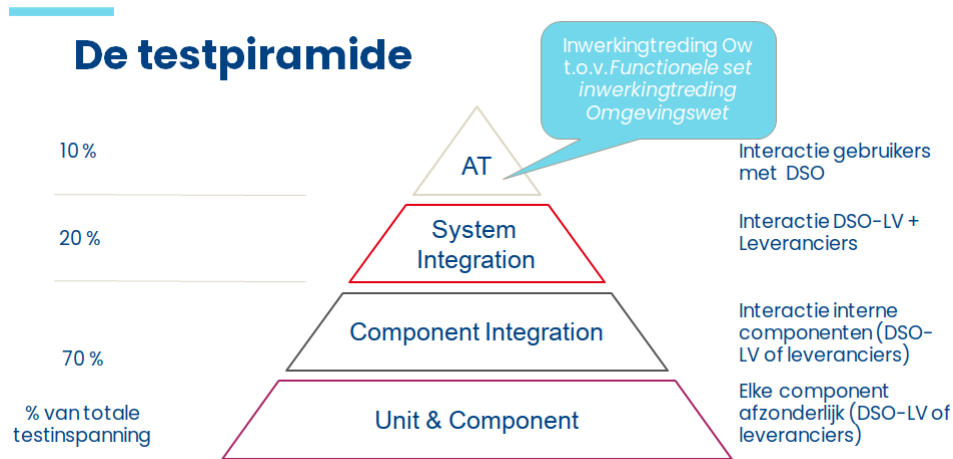 De testpiramide
Inwerkingtreding Ow
t.o.v. Functionele set
inwerkingtreding
Omgevingswet
10 %
AT
Interactie gebruikers
met DSO
20 %
System
Integration
Interactie DSO-LV +
Leveranciers
70 %
Component Integration
Interactie interne
componenten (DSO-
LV of leveranciers)
% van totale
testinspanning
Unit & Component
Elke component
afzonderlijk (DSO-LV of
leveranciers)